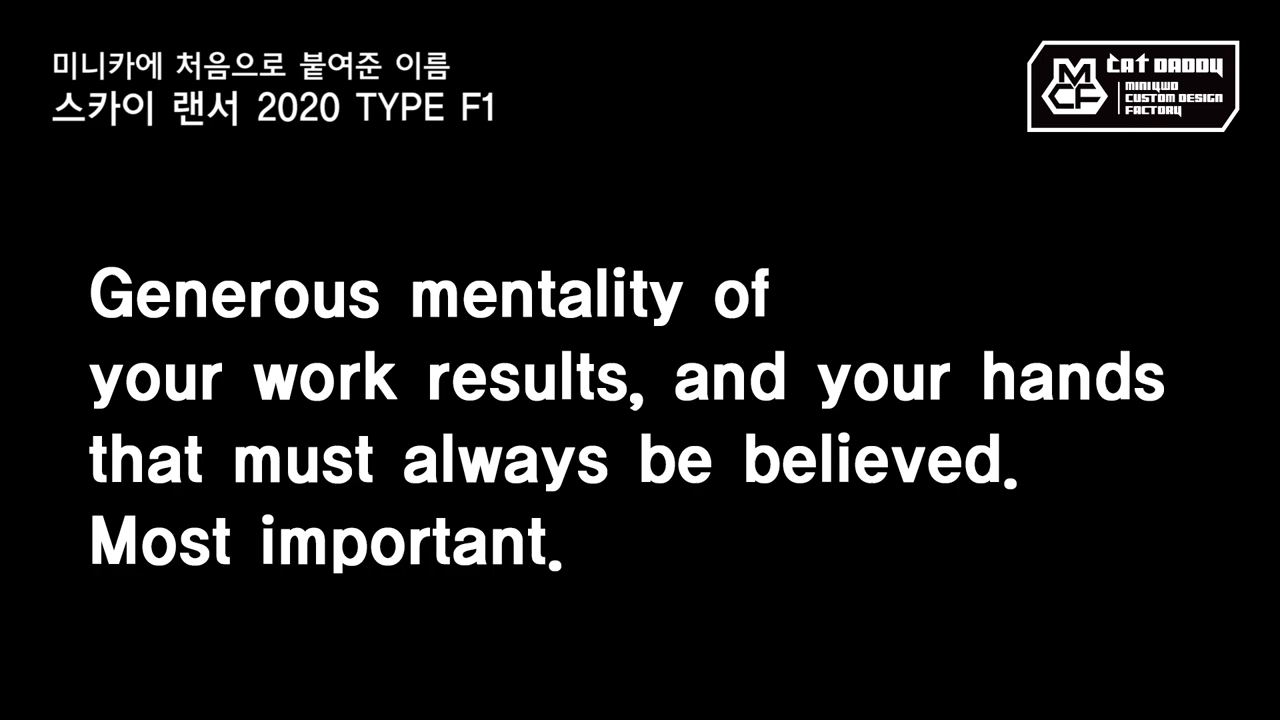 미니카에 처음으로 붙여준 이름
스카이 랜서 2020 TYPE F1
MCF
CAT DADDY
MINI4WD
CUSTOM DESIGN
FACTORY
Generous mentality of
your work results, and your hands
that must always be believed.
Most important.